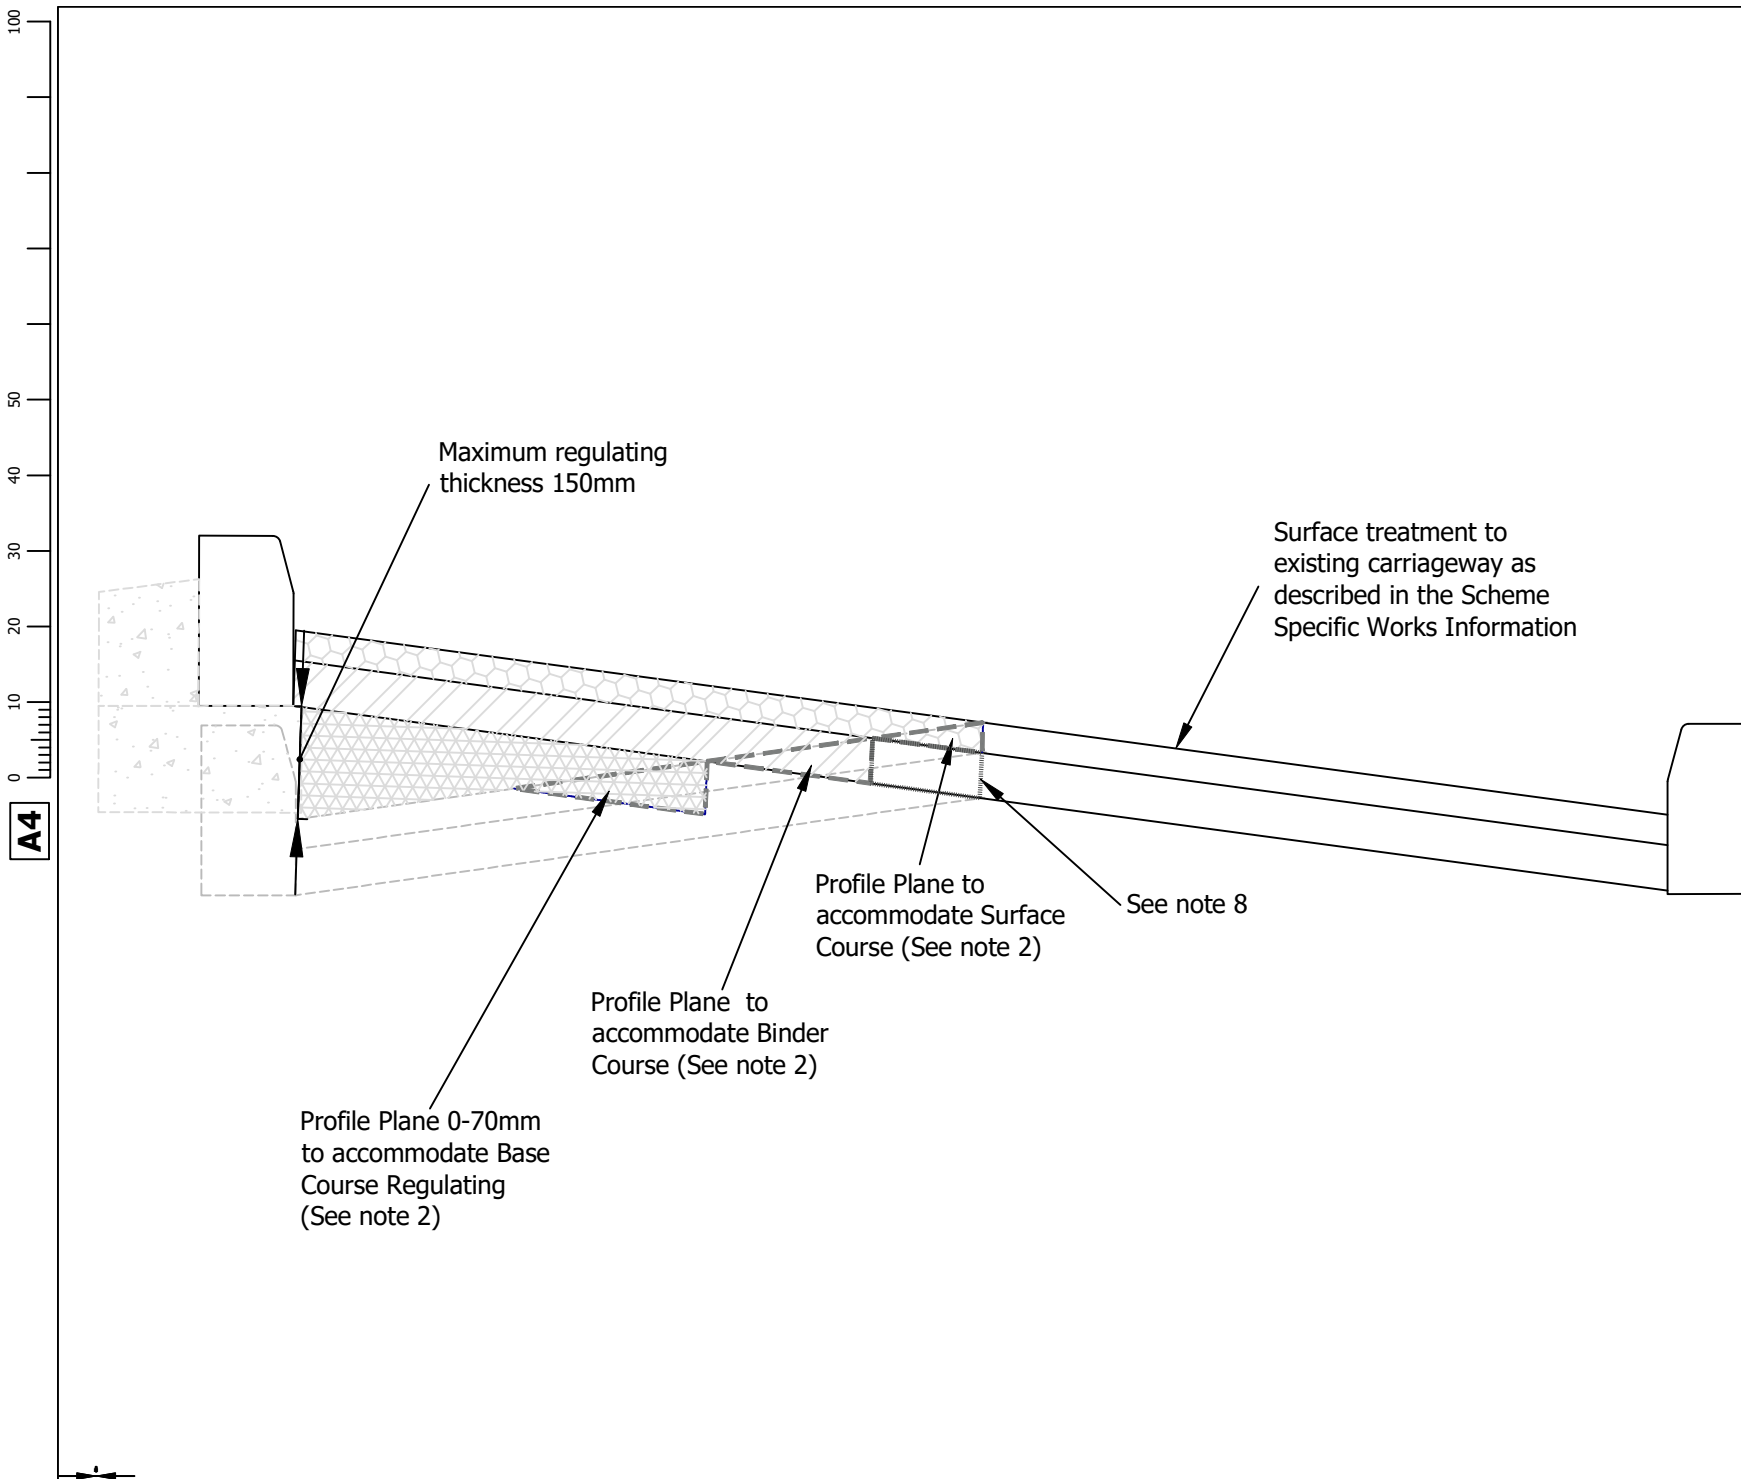 100
50
40
30
20
10
0
A4
Maximum regulating
thickness 150mm
Surface treatment to
existing carriageway as
described in the Scheme
Specific Works Information
Profile Plane to
accommodate Surface
Course (See note 2)
See note 8
Profile Plane to
accommodate Binder
Course (See note 2)
Profile Plane 0-70mm
to accommodate Base
Course Regulating
(See note 2)